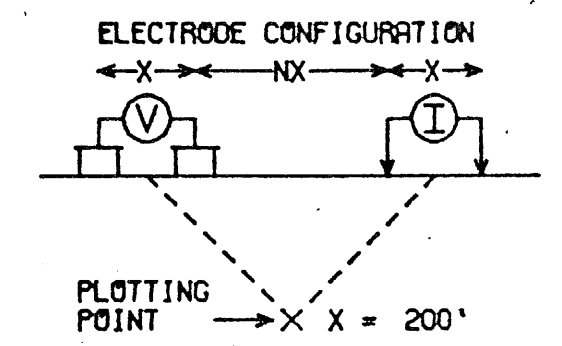 ELECTRODE CONFIGURATION
X NX X
V I
PLOTTING
POINT X = 200'